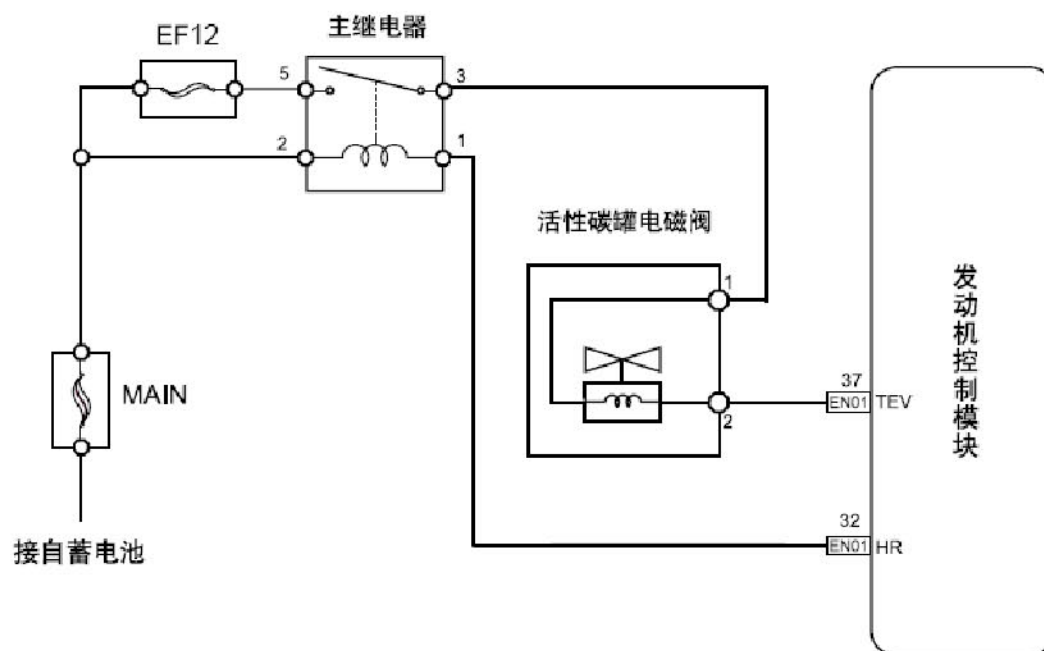 主继电器
EF12
5
3
2
1
活性碳罐电磁阀
1
发动机控制模块
MAIN
37
EN01 TEV
2
接自蓄电池
32
EN01 HR